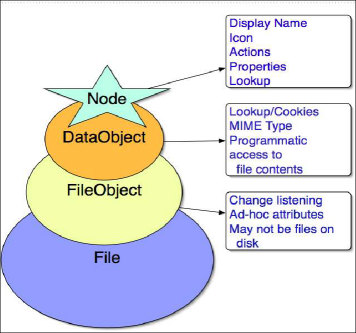 Display Name
Icon
Actions
Properties
Lookup
Node
DataObject
Lookup/Cookies
MIME Type
Programmatic
access to
file contents
FileObject
Change listening
Ad-hoc attributes
May not be files on
disk
File